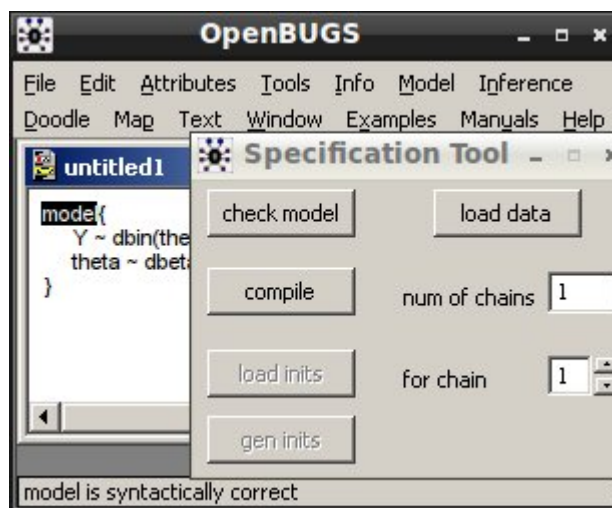 OpenBUGS
File Edit Attributes Tools Info Model Inference
Doodle Map Text Window Examples Manuals Help
untitled1
model{
Y ~ dbin(the
theta ~ dbeta
}
Specification Tool
check model
load data
compile
num of chains 1
load inits
for chain 1
gen inits
model is syntactically correct